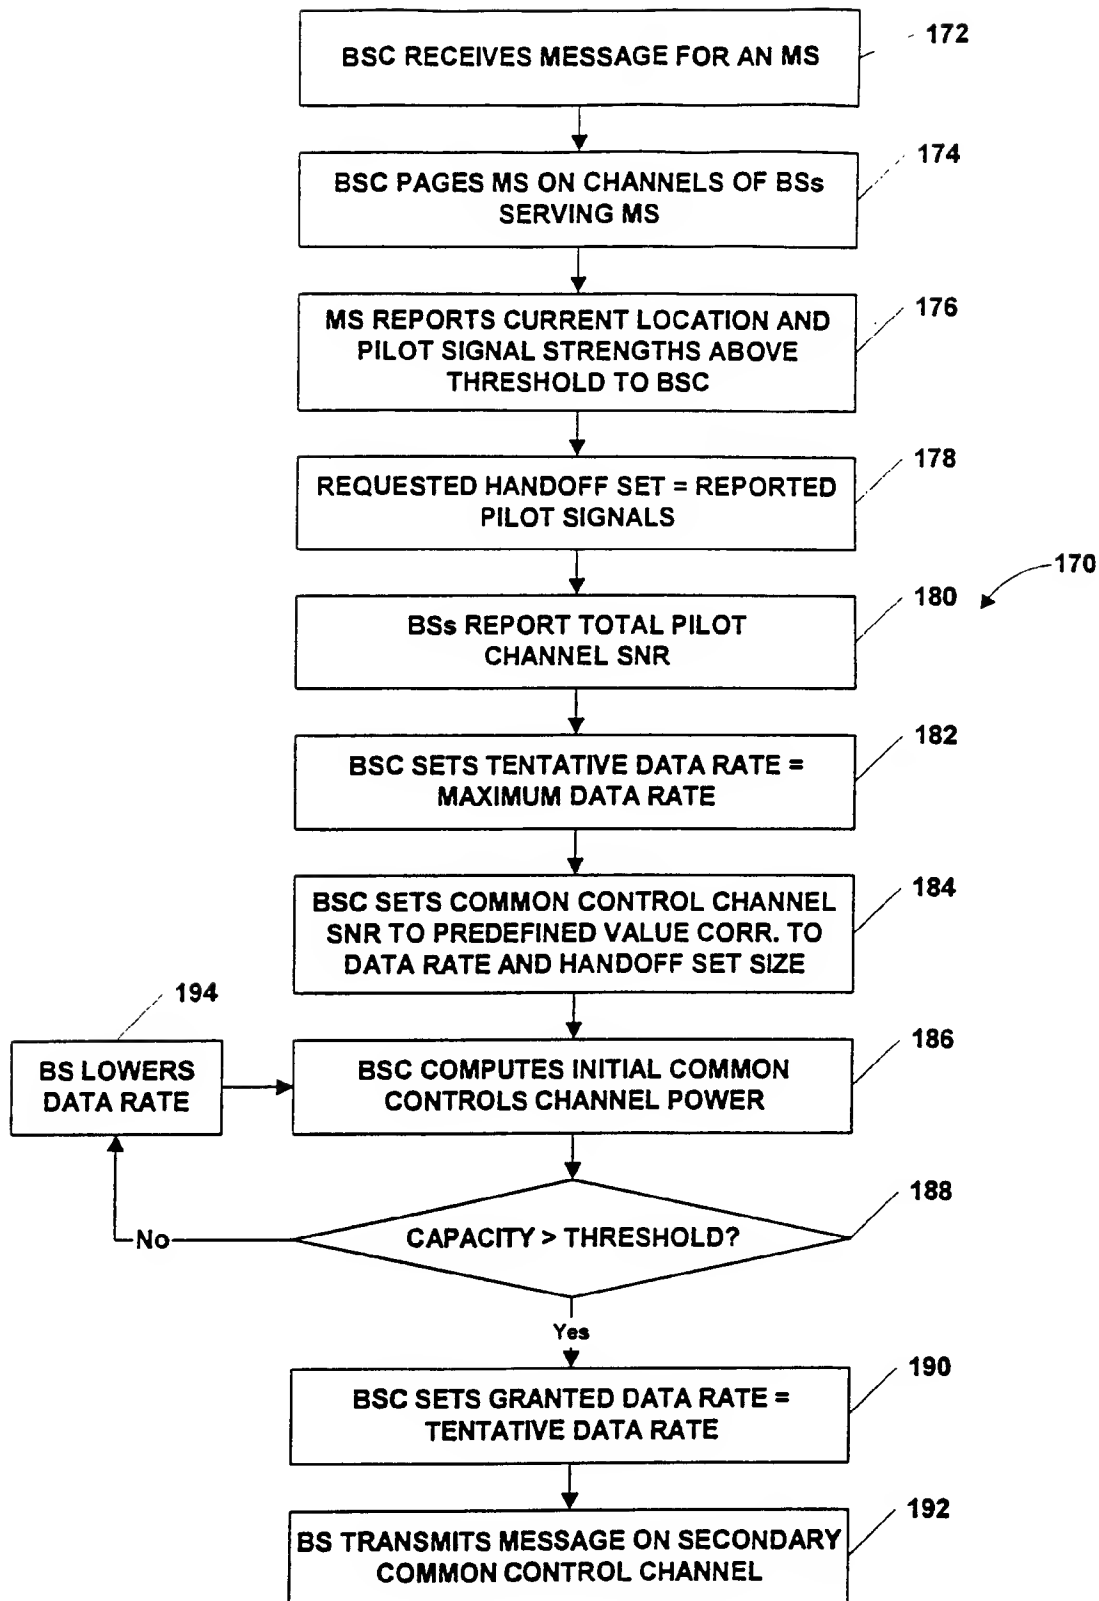 BSC RECEIVES MESSAGE FOR AN MS
172
BSC PAGES MS ON CHANNELS OF BSs
SERVING MS
174
MS REPORTS CURRENT LOCATION AND
PILOT SIGNAL STRENGTHS ABOVE
THRESHOLD TO BSC
176
REQUESTED HANDOFF SET = REPORTED
PILOT SIGNALS
178
170
BSs REPORT TOTAL PILOT
CHANNEL SNR
180
BSC SETS TENTATIVE DATA RATE =
MAXIMUM DATA RATE
182
BSC SETS COMMON CONTROL CHANNEL
SNR TO PREDEFINED VALUE CORR. TO
DATA RATE AND HANDOFF SET SIZE
184
194
BS LOWERS
DATA RATE
BSC COMPUTES INITIAL COMMON
CONTROLS CHANNEL POWER
186
CAPACITY > THRESHOLD?
188
No
Yes
BSC SETS GRANTED DATA RATE =
TENTATIVE DATA RATE
190
BS TRANSMITS MESSAGE ON SECONDARY
COMMON CONTROL CHANNEL
192